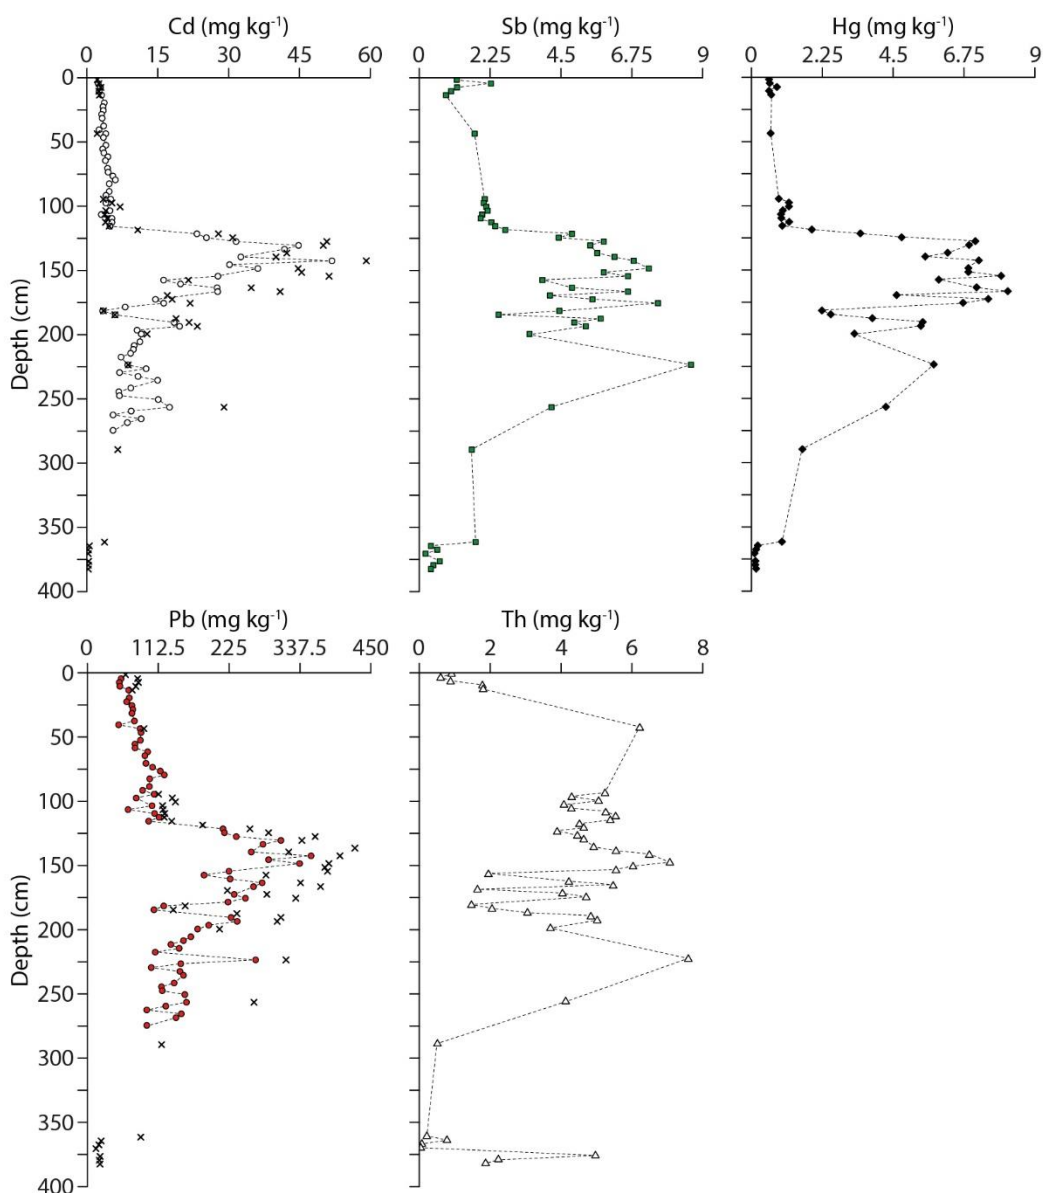 Cd (mg kg-1)
0 15 30 45 60
Sb (mg kg-1)
0 2.25 4.5 6.75 9
Hg (mg kg-1)
0 2.25 4.5 6.75 9
Depth (cm)
0
50
100
150
200
250
300
350
400
Pb (mg kg-1)
0 112.5 225 337.5 450
Th (mg kg-1)
0 2 4 6 8
Depth (cm)
0
50
100
150
200
250
300
350
400